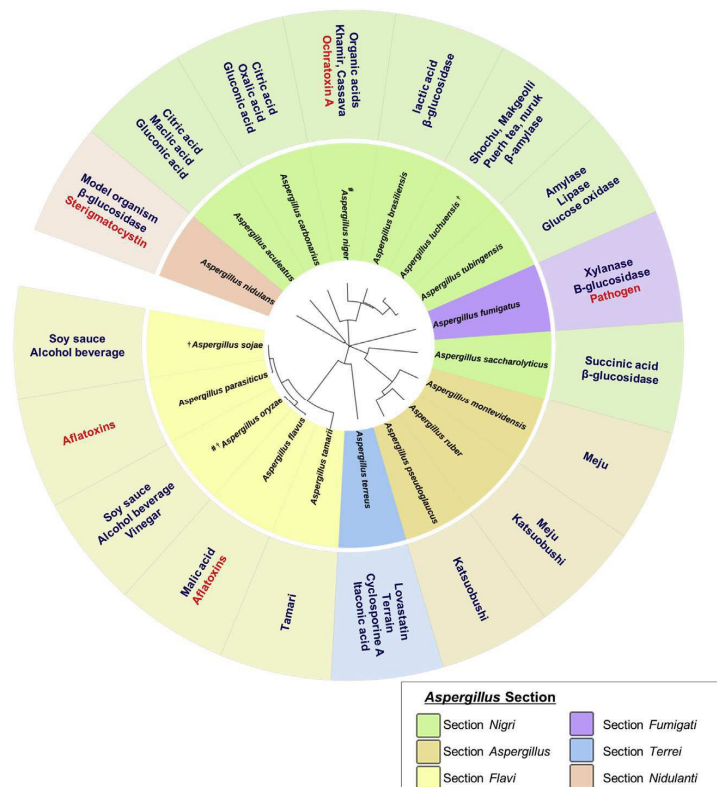 Model organism
β-glucosidase
Sterigmatocystin
Citric acid
Maclic acid
Gluconic acid
Citric acid
Oxalic acid
Gluconic acid
Organic acids
Khamir, Cassava
Ochratoxin A
lactic acid
β-glucosidase
Shochu, Makgeolli
Puerh tea, nuruk
β-amylase
Amylase
Lipase
Glucose oxidase
Xylanase
B-glucosidase
Pathogen
Succinic acid
β-glucosidase
Meju
Meju
Katsuobushi
Katsuobushi
Lovastatin
Terrain
Cyclosporine A
Itaconic acid
Tamari
Malic acid
Aflatoxins
Soy sauce
Alcohol beverage
Vinegar
Aflatoxins
Soy sauce
Alcohol beverage
Aspergillus nidulans
Aspergillus aculeatus
Aspergillus carbonarius
# Aspergillus niger
Aspergillus brasiliensis
Aspergillus luchuensis †
Aspergillus tubingensis
Aspergillus fumigatus
Aspergillus saccharolyticus
Aspergillus montevidensis
Aspergillus ruber
Aspergillus pseudoglaucus
Aspergillus terreus
Aspergillus tamarii
Aspergillus flavus
# † Aspergillus oryzae
Aspergillus parasiticus
† Aspergillus sojae
Aspergillus Section
Section Nigri
Section Fumigati
Section Aspergillus
Section Terrei
Section Flavi
Section Nidulanti